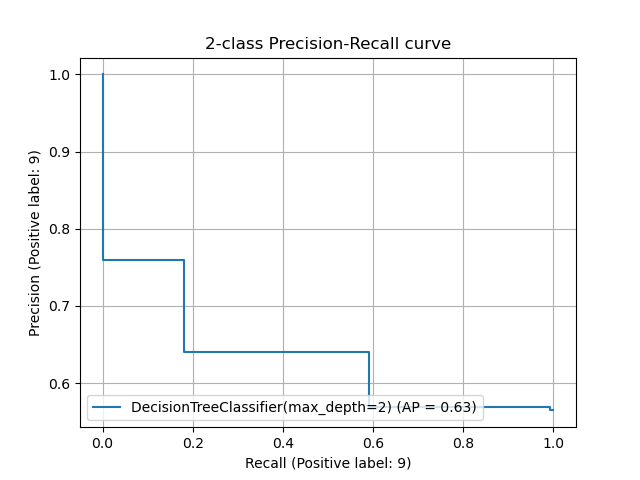 2-class Precision-Recall curve
Precision (Positive label: 9)
1.0
0.9
0.8
0.7
0.6
DecisionTreeClassifier(max_depth=2) (AP = 0.63)
0.0 0.2 0.4 0.6 0.8 1.0
Recall (Positive label: 9)